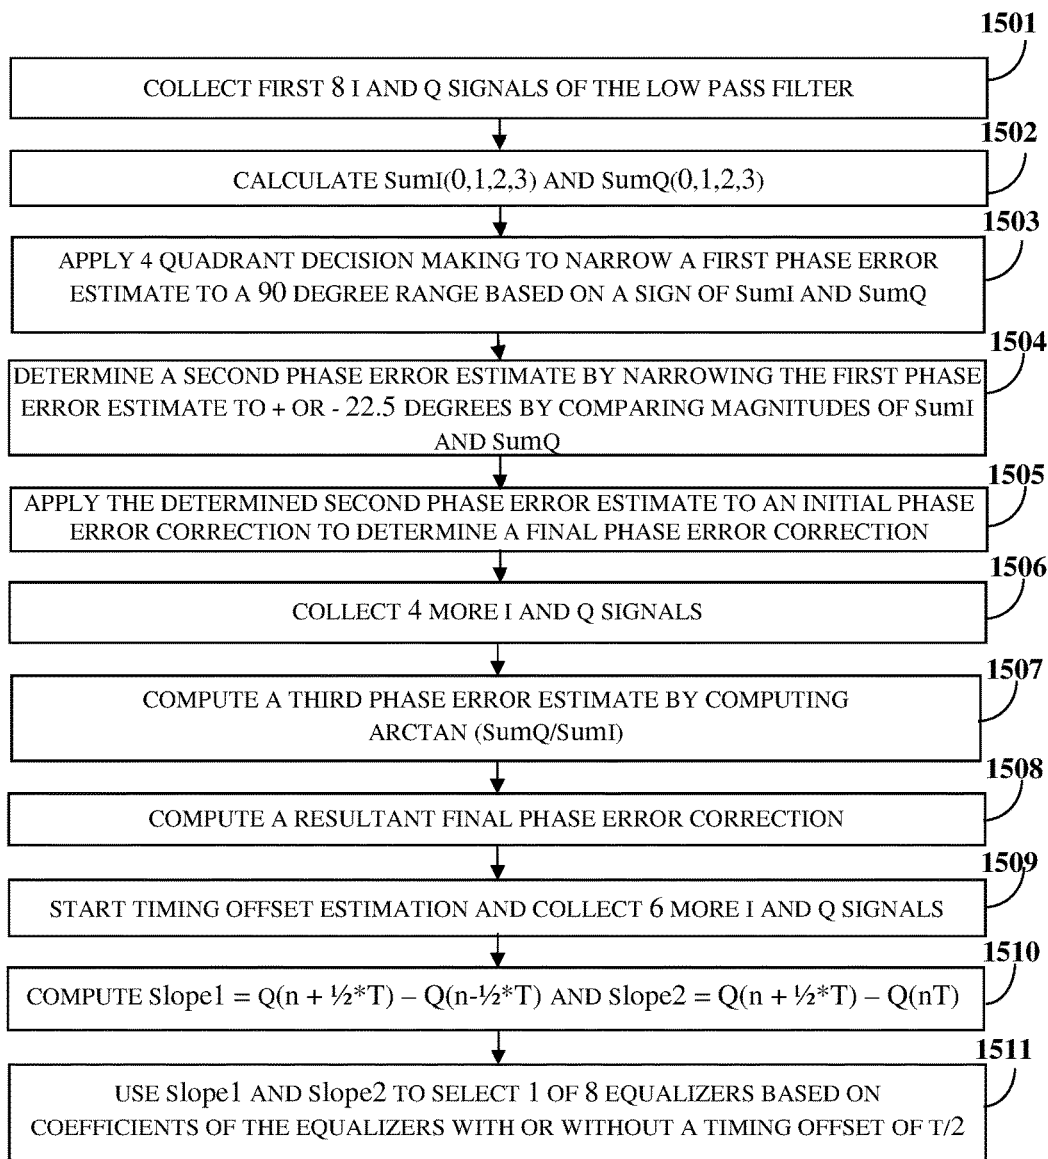 1501
COLLECT FIRST 8 I AND Q SIGNALS OF THE LOW PASS FILTER
1502
CALCULATE SumI(0,1,2,3) AND SumQ(0,1,2,3)
1503
APPLY 4 QUADRANT DECISION MAKING TO NARROW A FIRST PHASE ERROR
ESTIMATE TO A 90 DEGREE RANGE BASED ON A SIGN OF SumI AND SumQ
1504
DETERMINE A SECOND PHASE ERROR ESTIMATE BY NARROWING THE FIRST PHASE
ERROR ESTIMATE TO + OR - 22.5 DEGREES BY COMPARING MAGNITUDES OF SumI
AND SumQ
1505
APPLY THE DETERMINED SECOND PHASE ERROR ESTIMATE TO AN INITIAL PHASE
ERROR CORRECTION TO DETERMINE A FINAL PHASE ERROR CORRECTION
1506
COLLECT 4 MORE I AND Q SIGNALS
1507
COMPUTE A THIRD PHASE ERROR ESTIMATE BY COMPUTING
ARCTAN (SumQ/SumI)
1508
COMPUTE A RESULTANT FINAL PHASE ERROR CORRECTION
1509
START TIMING OFFSET ESTIMATION AND COLLECT 6 MORE I AND Q SIGNALS
1510
COMPUTE Slope1 = Q(n + ½*T) – Q(n-½*T) AND Slope2 = Q(n + ½*T) – Q(nT)
1511
USE Slope1 AND Slope2 TO SELECT 1 OF 8 EQUALIZERS BASED ON
COEFFICIENTS OF THE EQUALIZERS WITH OR WITHOUT A TIMING OFFSET OF T/2